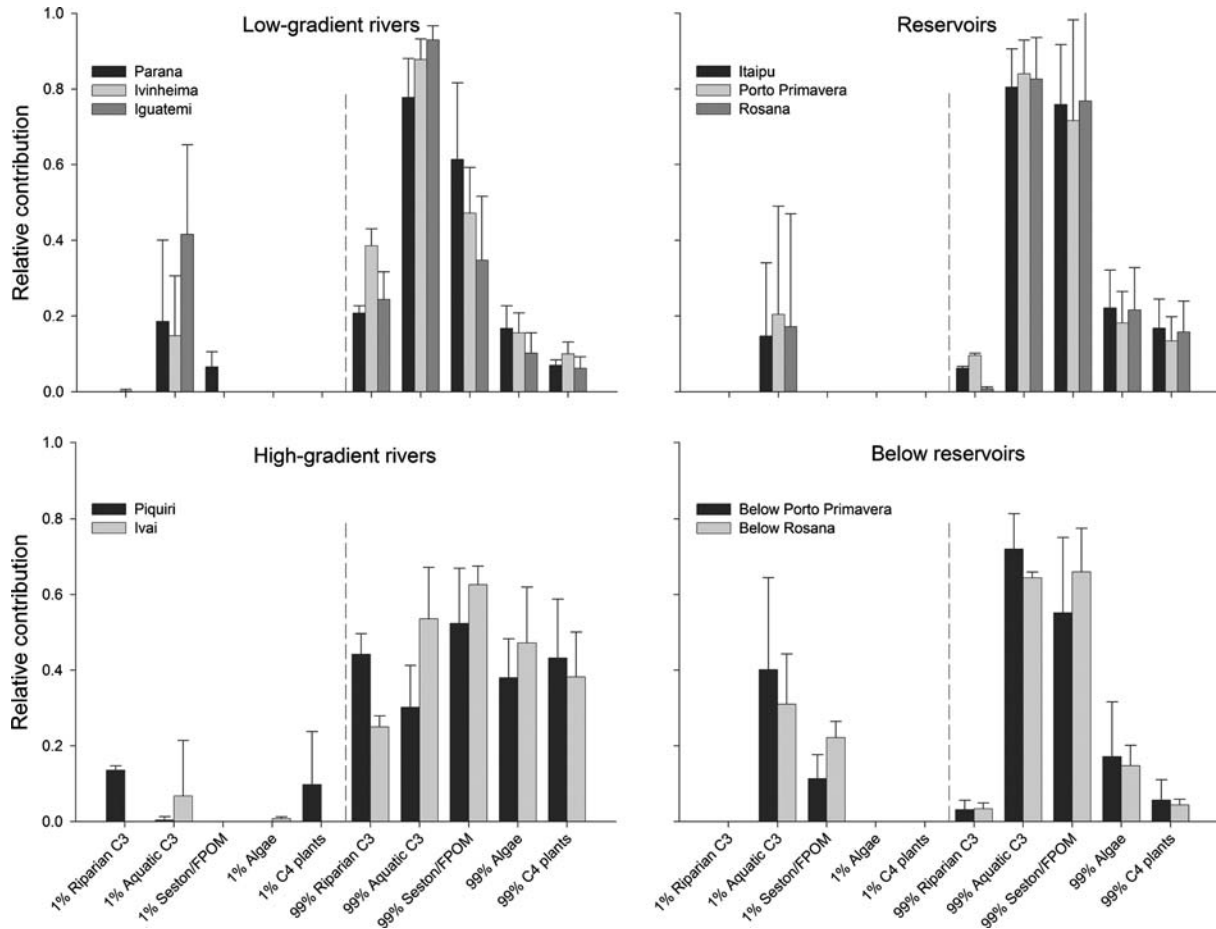 Low-gradient rivers
Relative contribution
1.0
0.8
0.6
0.4
0.2
0.0
Parana
Ivinheima
Iguatemi
Reservoirs
Itaipu
Porto Primavera
Rosana
High-gradient rivers
Relative contribution
1.0
0.8
0.6
0.4
0.2
0.0
Piquiri
Ivai
1% Riparian C3
1% Aquatic C3
1% Seston/FPOM
1% Algae
1% C4 plants
99% Riparian C3
99% Aquatic C3
99% Seston/FPOM
99% Algae
99% C4 plants
Below reservoirs
Below Porto Primavera
Below Rosana
1% Riparian C3
1% Aquatic C3
1% Seston/FPOM
1% Algae
1% C4 plants
99% Riparian C3
99% Aquatic C3
99% Seston/FPOM
99% Algae
99% C4 plants